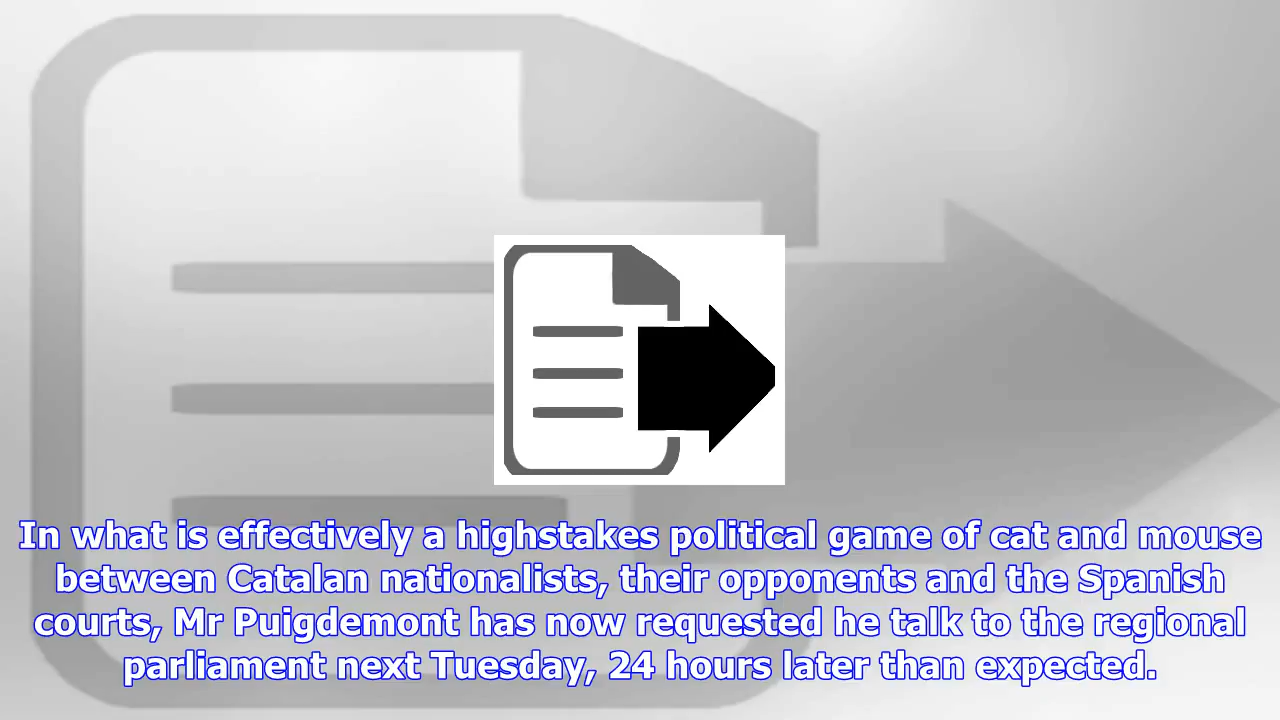 In what is effectively a highstakes political game of cat and mouse
between Catalan nationalists, their opponents and the Spanish
courts, Mr Puigdemont has now requested he talk to the regional
parliament next Tuesday, 24 hours later than expected.